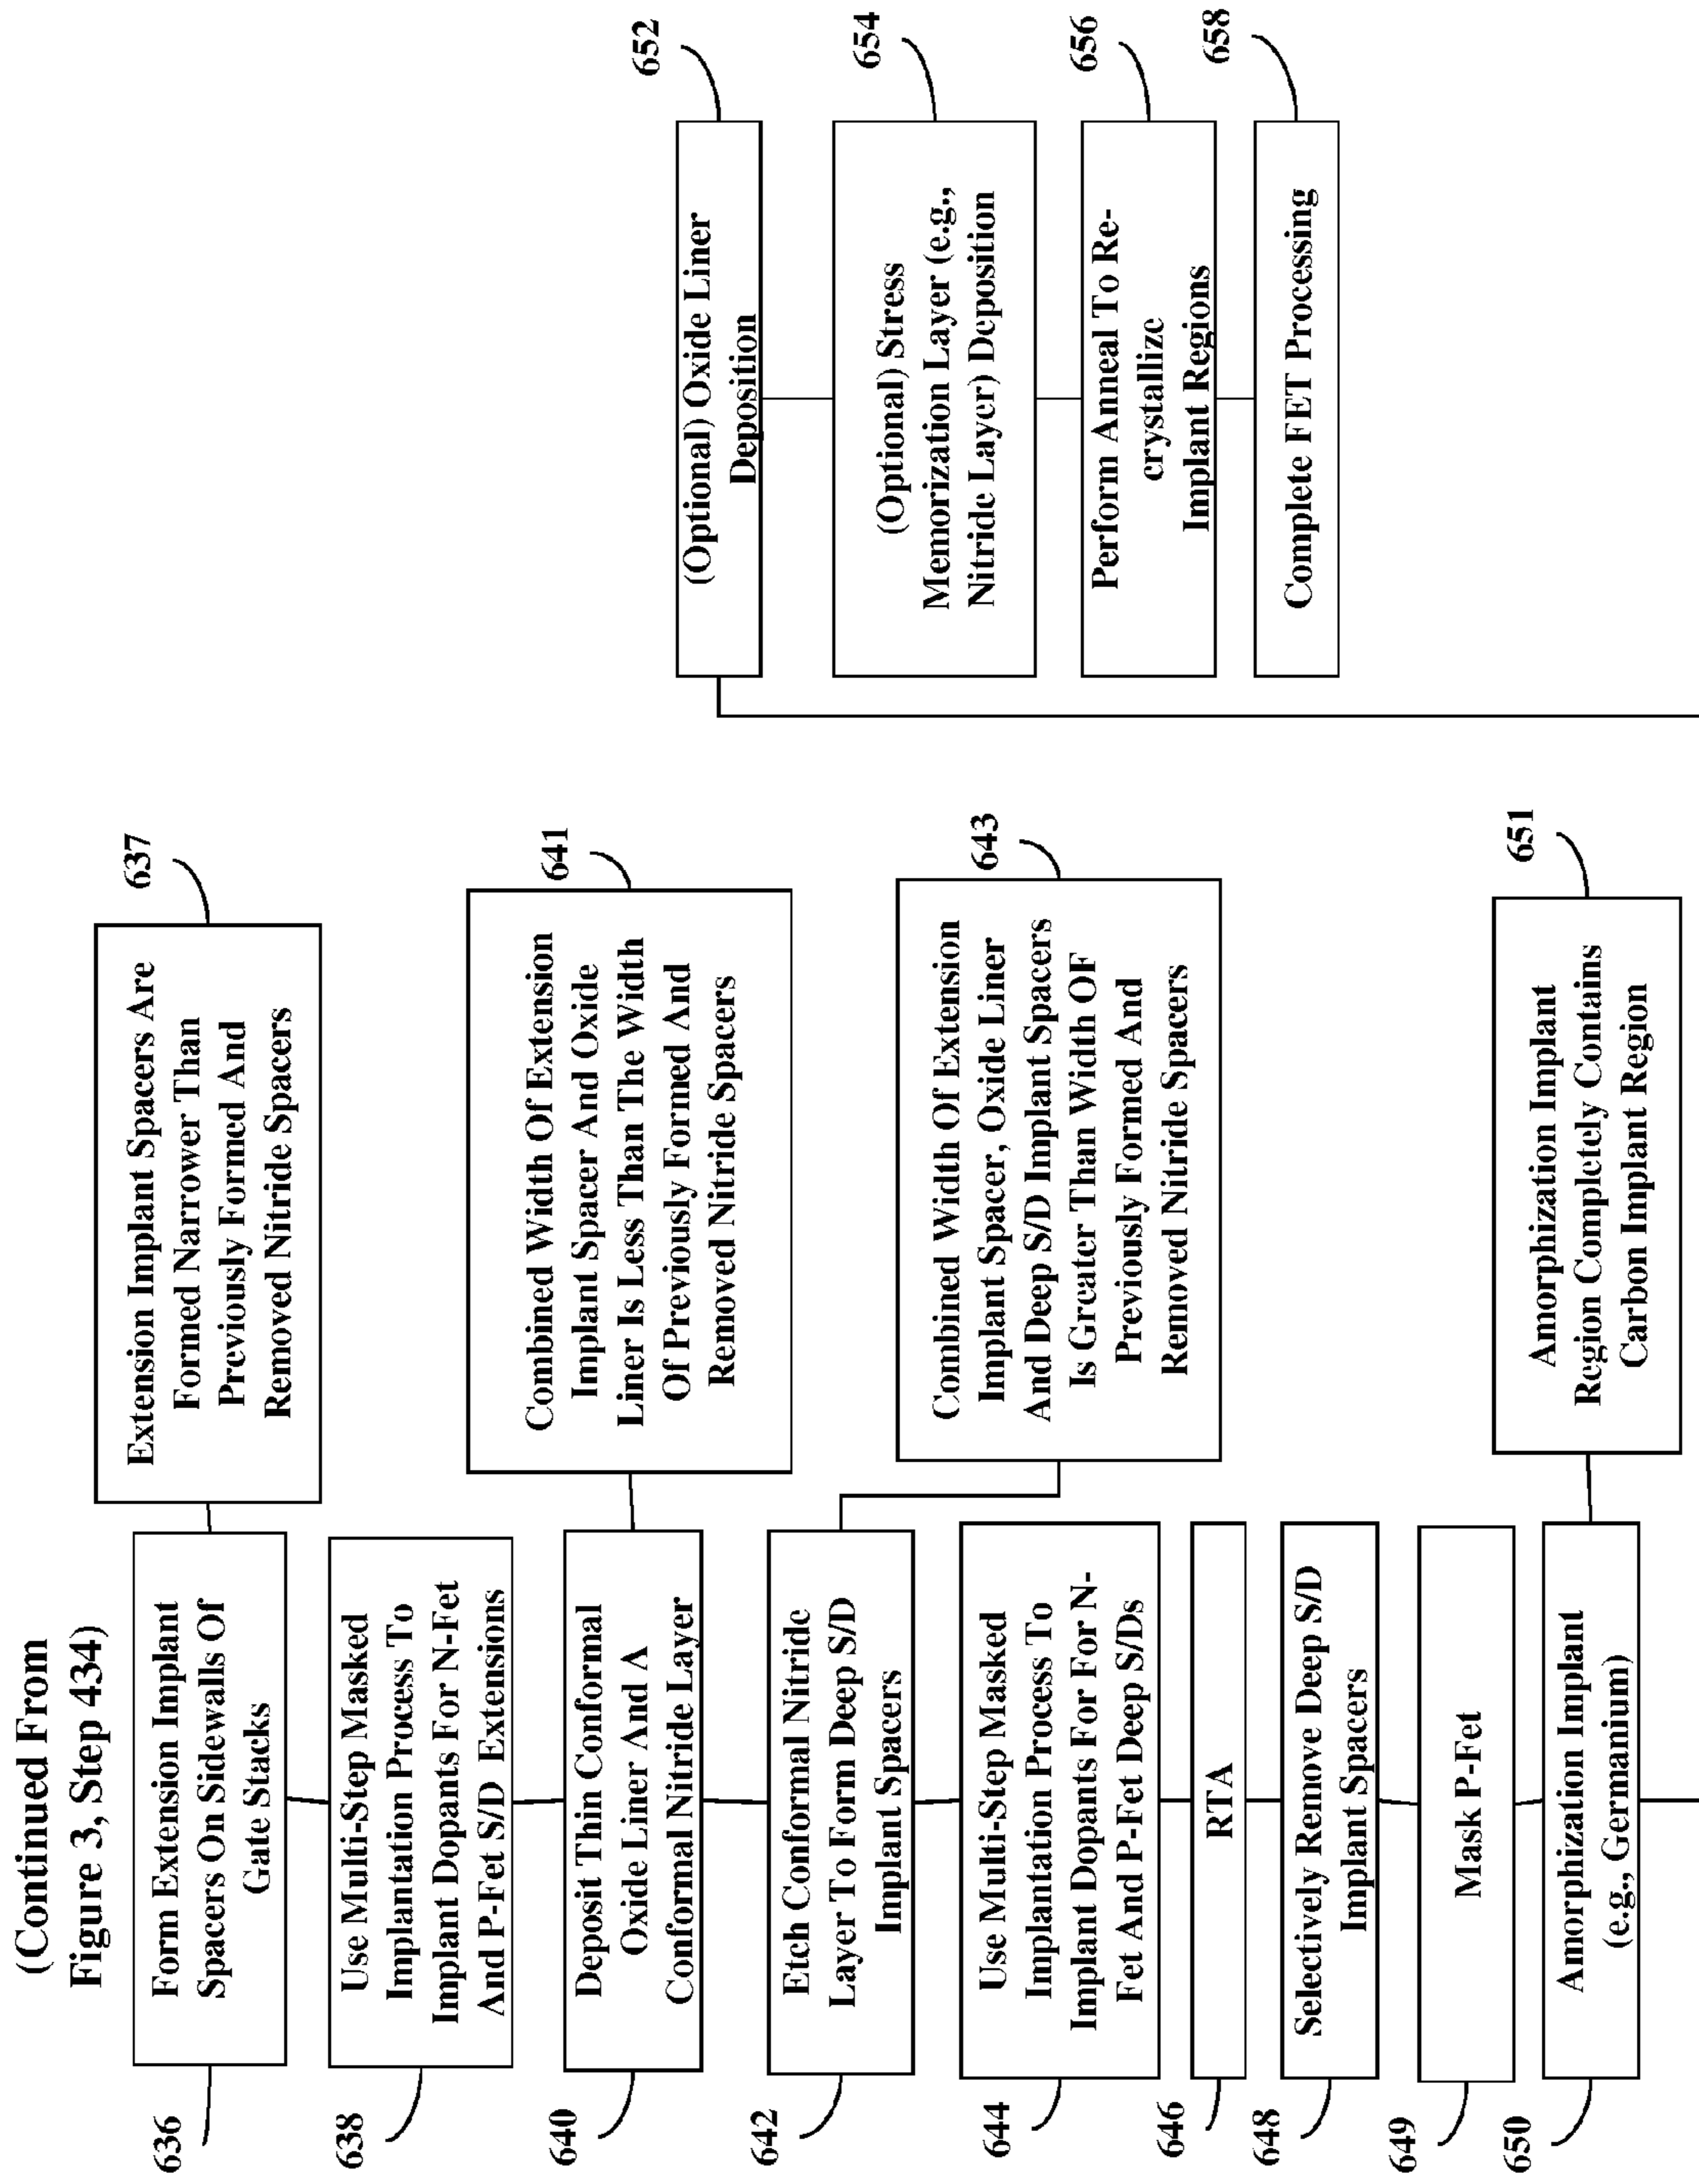 (Continued From
Figure 3, Step 434)
636
Form Extension Implant
Spacers On Sidewalls Of
Gate Stacks
637
Extension Implant Spacers Are
Formed Narrower Than
Previously Formed And
Removed Nitride Spacers
638
Use Multi-Step Masked
Implantation Process To
Implant Dopants For N-Fet
And P-Fet S/D Extensions
640
Deposit Thin Conformal
Oxide Liner And A
Conformal Nitride Layer
641
Combined Width Of Extension
Implant Spacer And Oxide
Liner Is Less Than The Width
Of Previously Formed And
Removed Nitride Spacers
642
Etch Conformal Nitride
Layer To Form Deep S/D
Implant Spacers
643
Combined Width Of Extension
Implant Spacer, Oxide Liner
And Deep S/D Implant Spacers
Is Greater Than Width OF
Previously Formed And
Removed Nitride Spacers
644
Use Multi-Step Masked
Implantation Process To
Implant Dopants For For N-
Fet And P-Fet Deep S/Ds
646
RTA
648
Selectively Remove Deep S/D
Implant Spacers
649
Mask P-Fet
650
Amorphization Implant
(e.g., Germanium)
651
Amorphization Implant
Region Completely Contains
Carbon Implant Region
652
(Optional) Oxide Liner
Deposition
654
(Optional) Stress
Memorization Layer (e.g.,
Nitride Layer) Deposition
656
Perform Anneal To Re-
crystallize
Implant Regions
658
Complete FET Processing